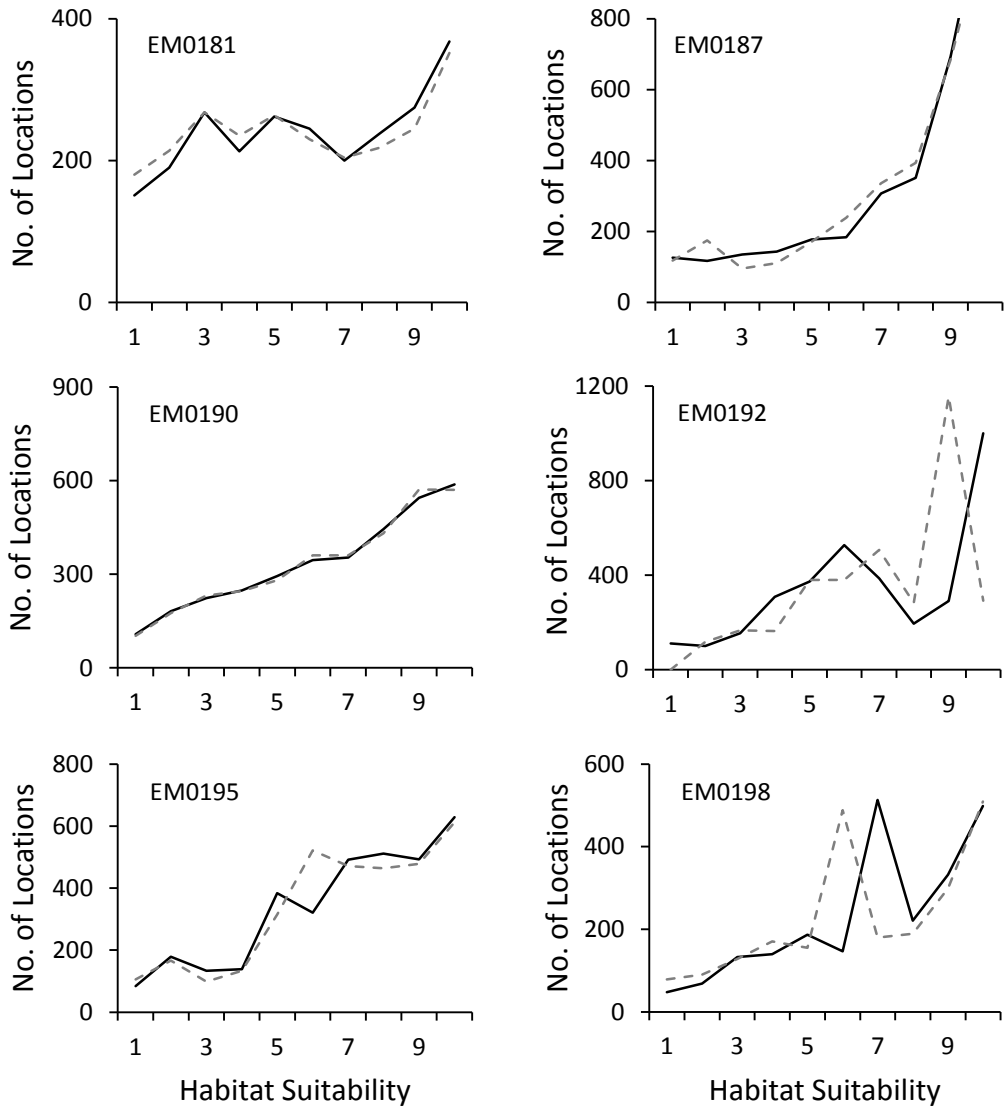 EM0181
No. of Locations
400
200
0
1 3 5 7 9
EM0187
No. of Locations
800
600
400
200
0
1 3 5 7 9
EM0190
No. of Locations
900
600
300
0
1 3 5 7 9
EM0192
No. of Locations
1200
800
400
0
1 3 5 7 9
EM0195
No. of Locations
800
600
400
200
0
1 3 5 7 9
Habitat Suitability
EM0198
No. of Locations
600
400
200
0
1 3 5 7 9
Habitat Suitability